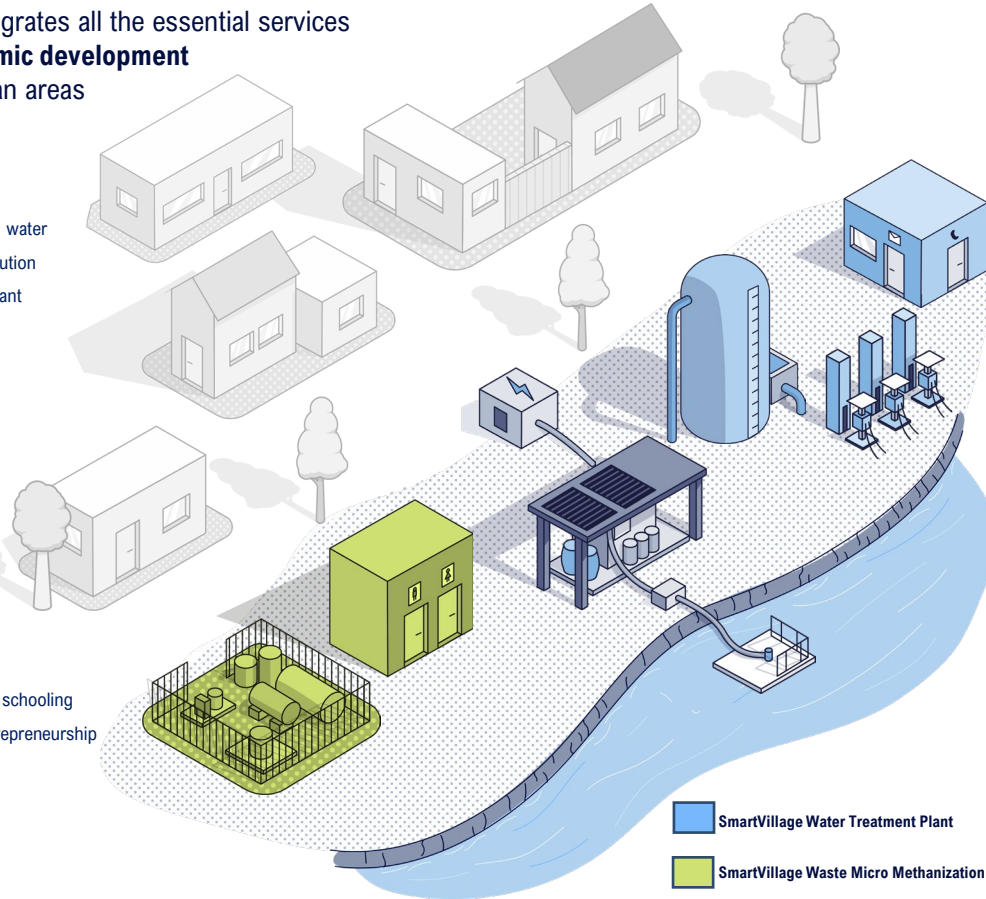 grates all the essential services
mic development
an areas
water
ution
ant
schooling
repreneurship
SmartVillage Water Treatment Plant
SmartVillage Waste Micro Methanization